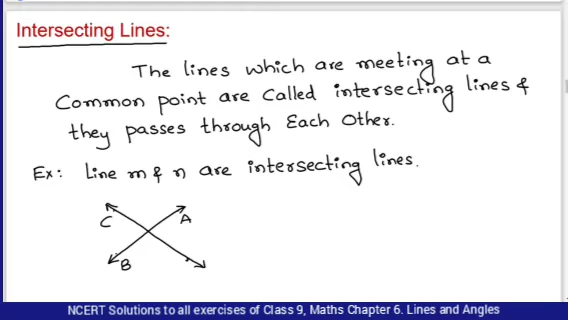 Intersecting Lines:
The lines which are meeting at a
Common point are Called intersecting lines &
they passes through Each Other.
Ex: Line m & n are intersecting lines.
C A
B
NCERT Solutions to all exercises of Class 9, Maths Chapter 6. Lines and Angles